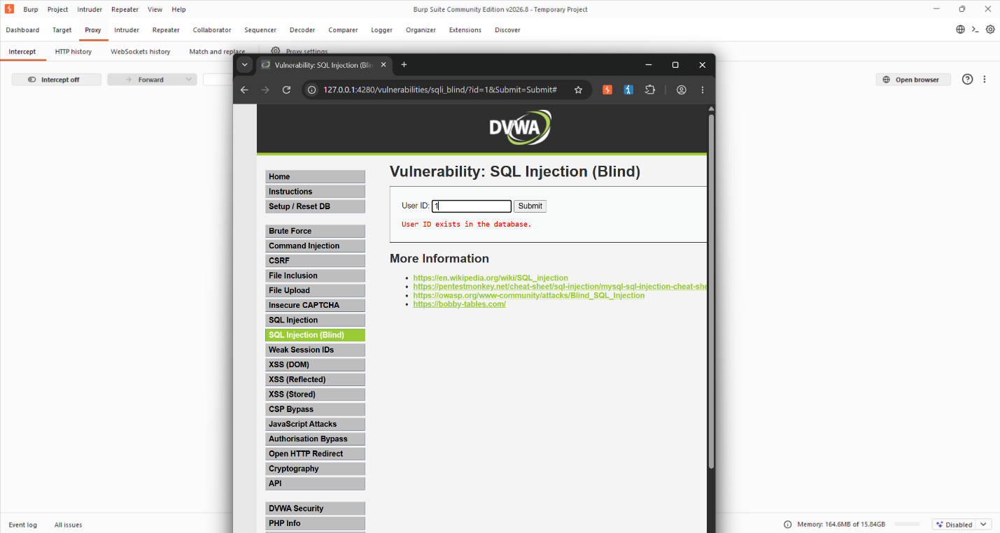 Burp Project Intruder Repeater View Help
Burp Suite Community Edition v2026.8 - Temporary Project
Dashboard Target Proxy Intruder Repeater Collaborator Sequencer Decoder Comparer Logger Organizer Extensions Discover
Intercept HTTP history WebSockets history Match and replace Proxy settings
Intercept off Forward Open browser
Vulnerability: SQL Injection (Blin
127.0.0.1:4280/vulnerabilities/sqli_blind/?id=1&Submit=Submit#
DVWA
Home
Instructions
Setup / Reset DB
Brute Force
Command Injection
CSRF
File Inclusion
File Upload
Insecure CAPTCHA
SQL Injection
SQL Injection (Blind)
Weak Session IDs
XSS (DOM)
XSS (Reflected)
XSS (Stored)
CSP Bypass
JavaScript Attacks
Authorisation Bypass
Open HTTP Redirect
Cryptography
API
DVWA Security
PHP Info
Vulnerability: SQL Injection (Blind)
User ID: 1 Submit
User ID exists in the database.
More Information
https://en.wikipedia.org/wiki/SQL_injection
https://pentestmonkey.net/cheat-sheet/sql-injection/mysql-sql-injection-cheat-she
https://owasp.org/www-community/attacks/Blind_SQL_Injection
https://bobby-tables.com/
Event log All issues
Memory: 164.6MB of 15.84GB
Disabled